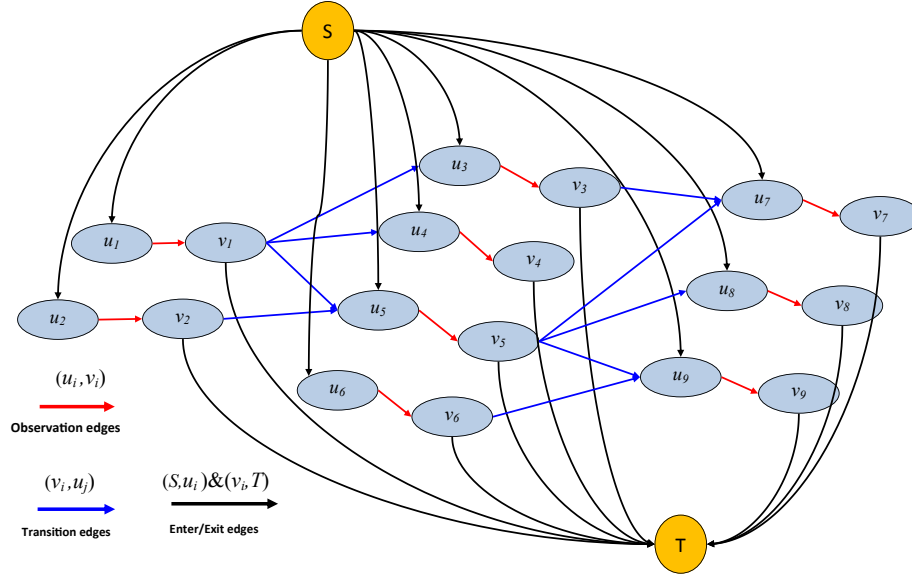 S
u3
v3
u7
v7
u1
v1
u4
v4
u8
v8
u2
v2
u5
v5
u9
v9
u6
v6
(ui,vi)
Observation edges
(vi,uj)
Transition edges
(S,ui)&(vi,T)
Enter/Exit edges
T